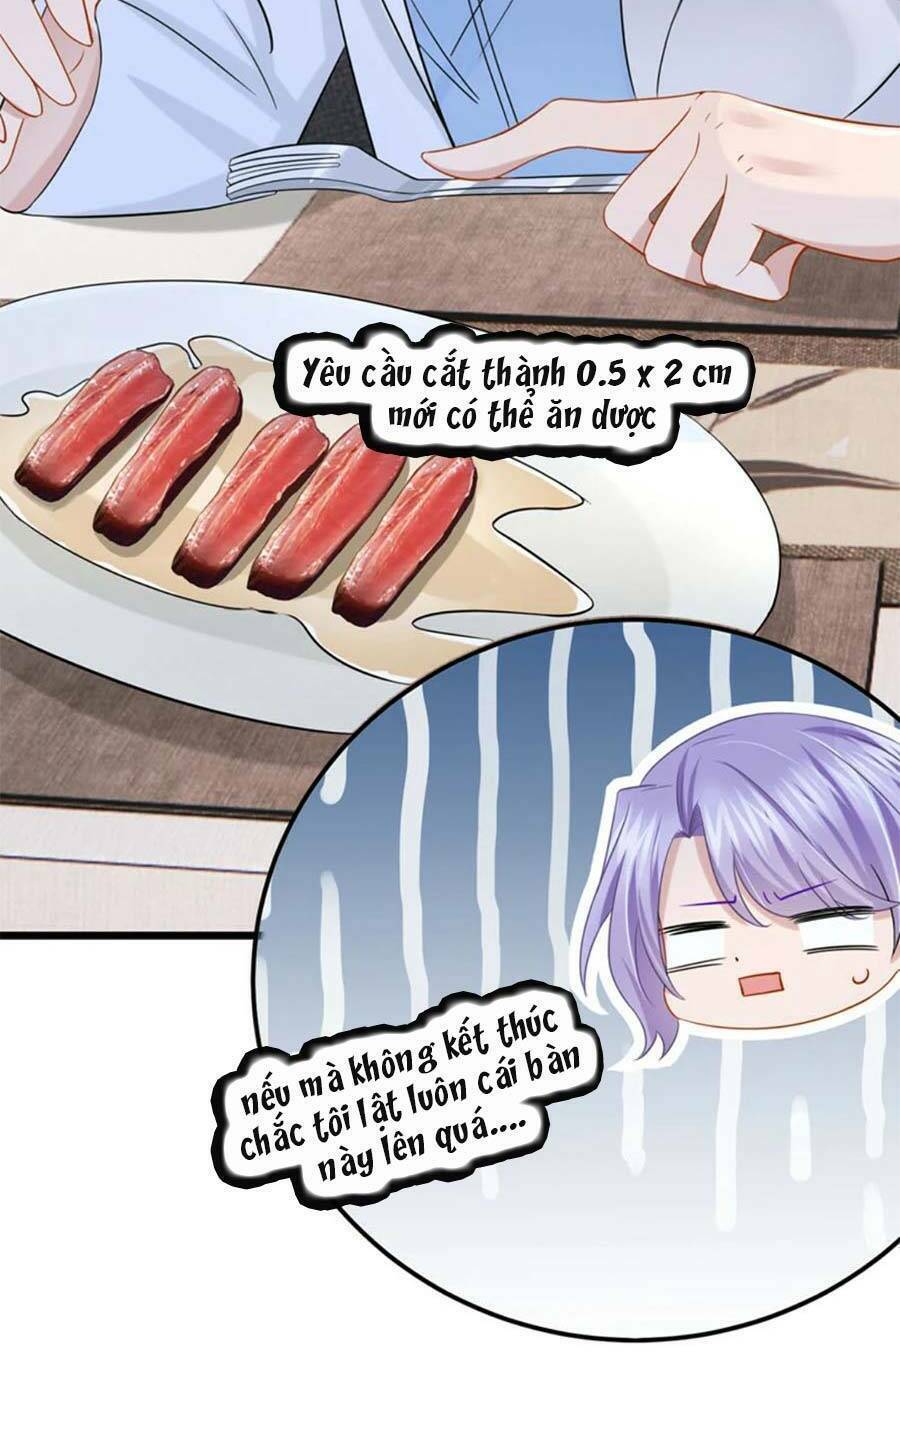 Yêu cầu cắt thành 0.5 x 2 cm
mới có thể ăn dược
nếu mà không kết thúc
chắc tôi lật luôn cái bàn
này lên quá....